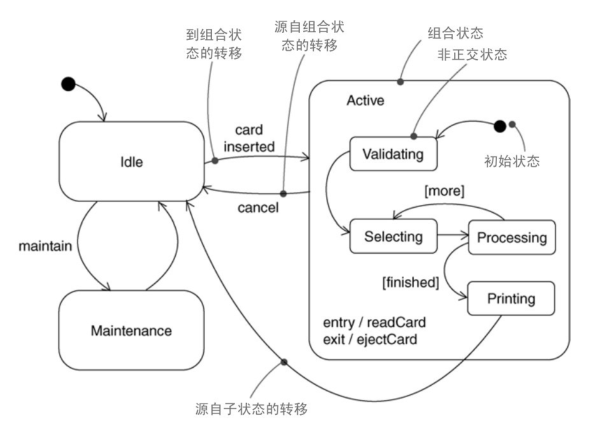 到组合状
态的转移
源自组合状
态的转移
组合状态
非正交状态
Active
card
inserted
Idle
Validating
初始状态
cancel
[more]
maintain
Selecting
Processing
[finished]
Printing
Maintenance
entry / readCard
exit / ejectCard
源自子状态的转移